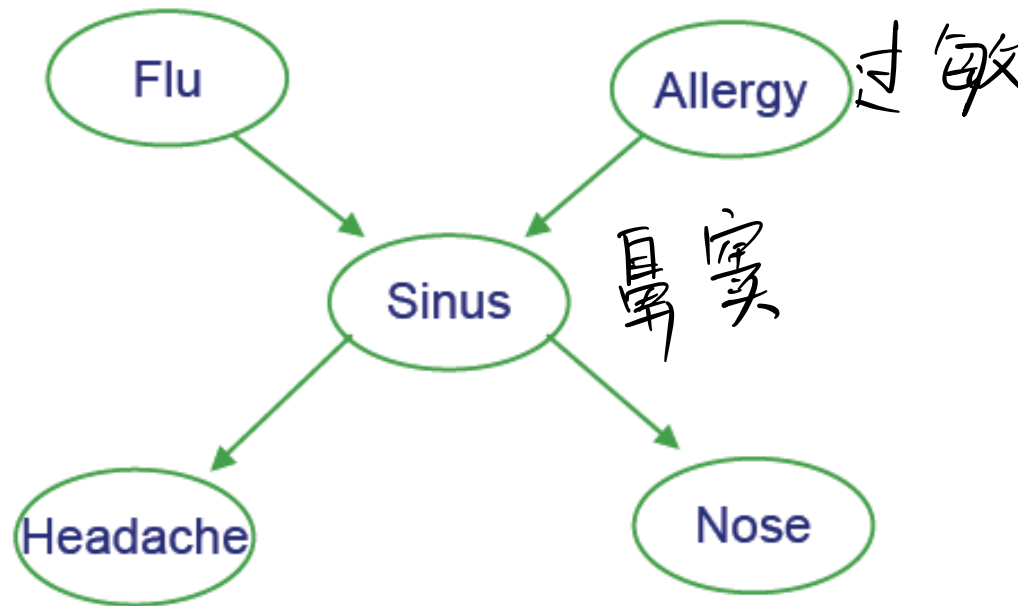 Flu
Allergy 过敏
Sinus 鼻窦
Headache
Nose